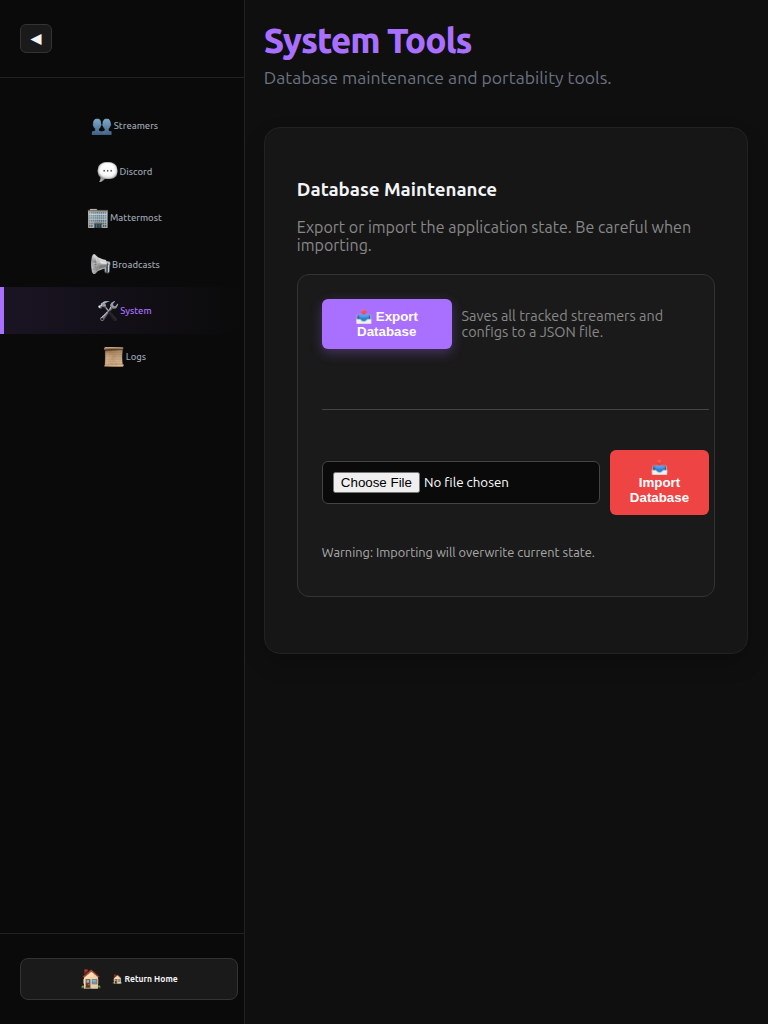 ◀
Streamers
Discord
Mattermost
Broadcasts
System
Logs
🏠 Return Home
System Tools
Database maintenance and portability tools.
Database Maintenance
Export or import the application state. Be careful when
importing.
📥 Export
Database
Saves all tracked streamers and
configs to a JSON file.
Choose File No file chosen
📥
Import
Database
Warning: Importing will overwrite current state.